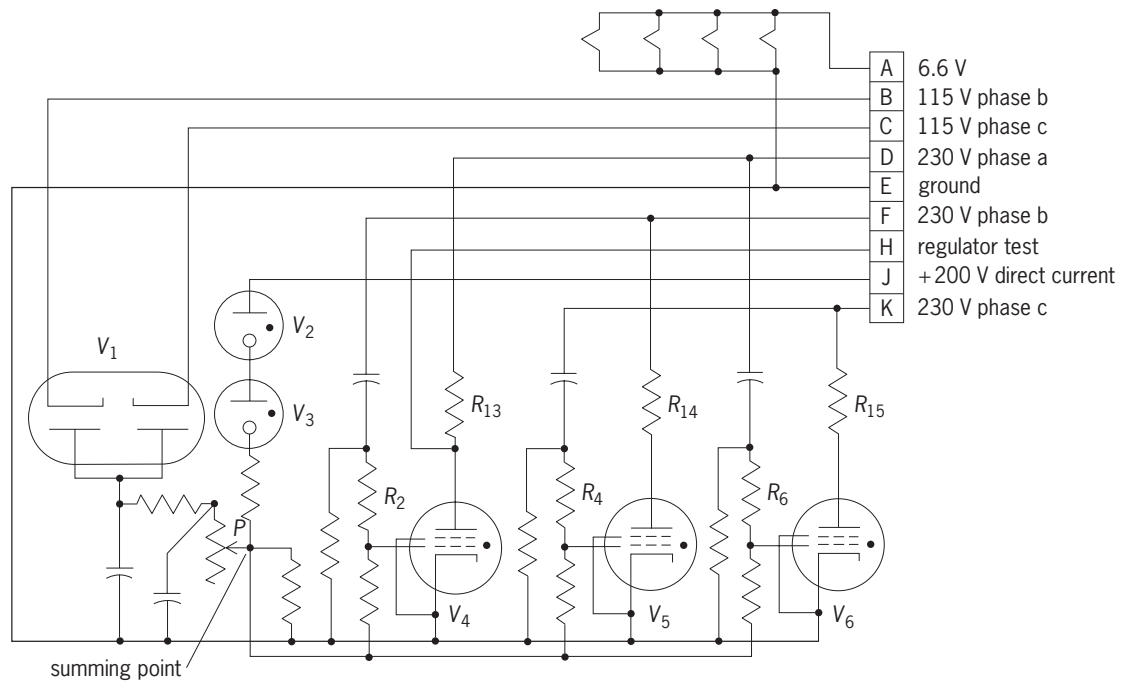 A 6.6 V
B 115 V phase b
C 115 V phase c
D 230 V phase a
E ground
F 230 V phase b
H regulator test
J +200 V direct current
K 230 V phase c
V1
V2
V3
R13
R14
R15
R2
R4
R6
P
V4
V5
V6
summing point